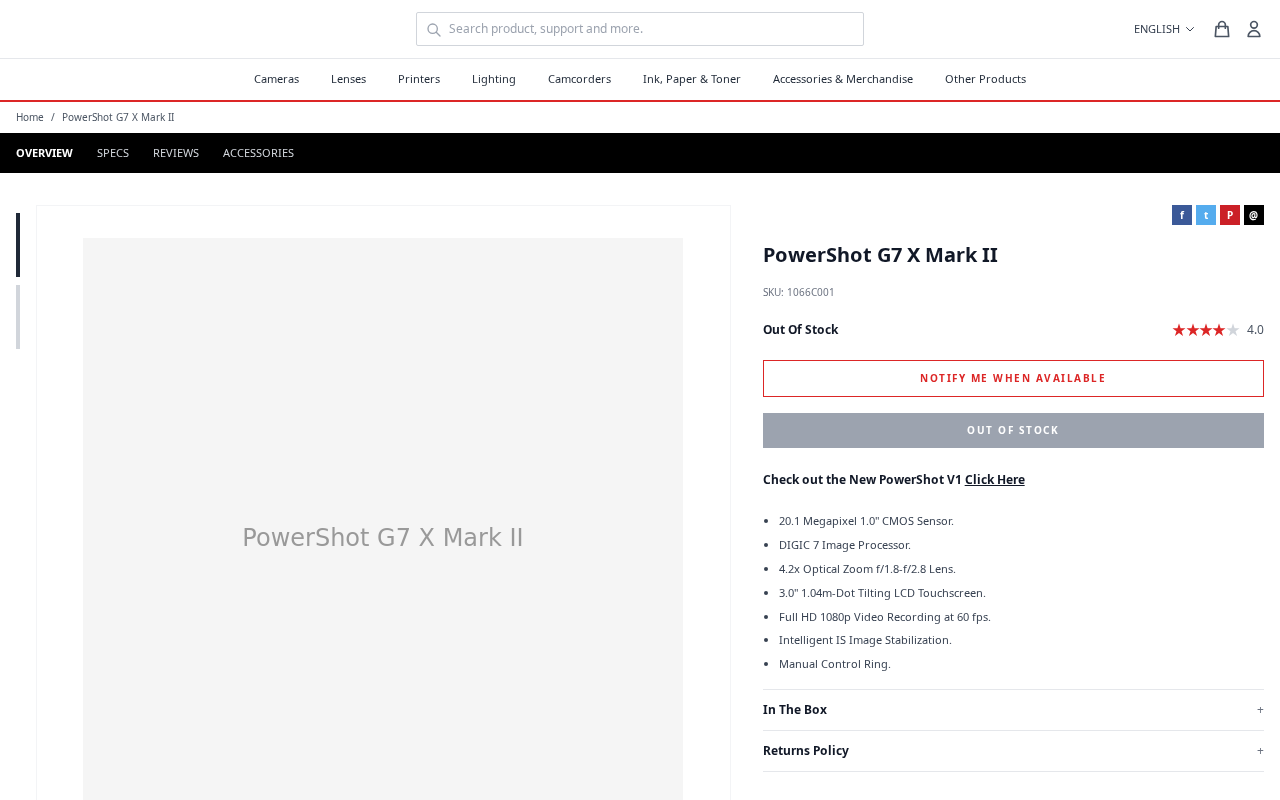 Search product, support and more.
ENGLISH
Cameras Lenses Printers Lighting Camcorders Ink, Paper & Toner Accessories & Merchandise Other Products
Home / PowerShot G7 X Mark II
OVERVIEW SPECS REVIEWS ACCESSORIES
f t P @
PowerShot G7 X Mark II
PowerShot G7 X Mark II
SKU: 1066C001
Out Of Stock
★★★★★ 4.0
NOTIFY ME WHEN AVAILABLE
OUT OF STOCK
Check out the New PowerShot V1 Click Here
• 20.1 Megapixel 1.0" CMOS Sensor.
• DIGIC 7 Image Processor.
• 4.2x Optical Zoom f/1.8-f/2.8 Lens.
• 3.0" 1.04m-Dot Tilting LCD Touchscreen.
• Full HD 1080p Video Recording at 60 fps.
• Intelligent IS Image Stabilization.
• Manual Control Ring.
In The Box +
Returns Policy +